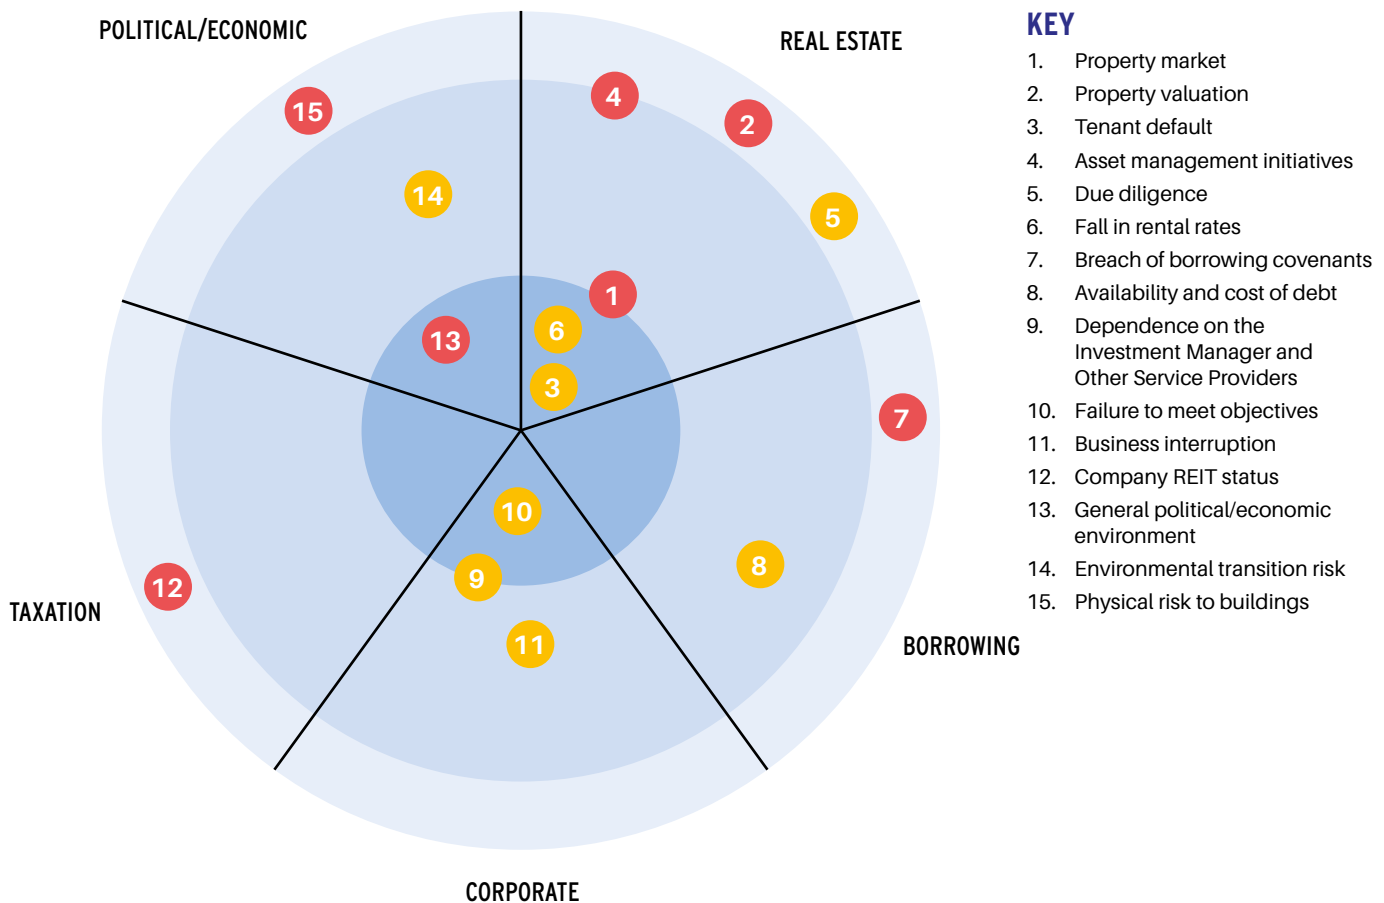 POLITICAL/ECONOMIC
REAL ESTATE
15
4
2
14
5
1
6
13
3
7
10
8
9
12
11
TAXATION
BORROWING
CORPORATE
KEY
1. Property market
2. Property valuation
3. Tenant default
4. Asset management initiatives
5. Due diligence
6. Fall in rental rates
7. Breach of borrowing covenants
8. Availability and cost of debt
9. Dependence on the
Investment Manager and
Other Service Providers
10. Failure to meet objectives
11. Business interruption
12. Company REIT status
13. General political/economic
environment
14. Environmental transition risk
15. Physical risk to buildings